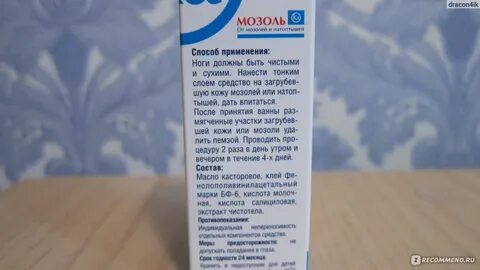 dracon4ik
МОЗОЛЬ
От мозолей и натоптышей
Способ применения:
Ноги должны быть чистыми
и сухими. Нанести тонким
слоем средство на загрубев-
шую кожу мозолей или натоп-
тышей, дать впитаться.
После принятия ванны раз-
мягченные участки загрубев-
шей кожи или мозоли уда-
лить пемзой. Проводить про-
цедуру 2 раза в день утром и
вечером в течение 4-х дней.
Состав:
Масло касторовое, клей фе-
нолополивинилацетальный
марки БФ-6, кислота молоч-
ная, кислота салициловая,
экстракт чистотела.
Противопоказания:
Индивидуальная непереносимость
отдельных компонентов средства.
Меры предосторожности: не
допускать попадания в глаза.
Срок годности 24 месяца.
Хранить в недоступном для детей
RECOMMEND.RU